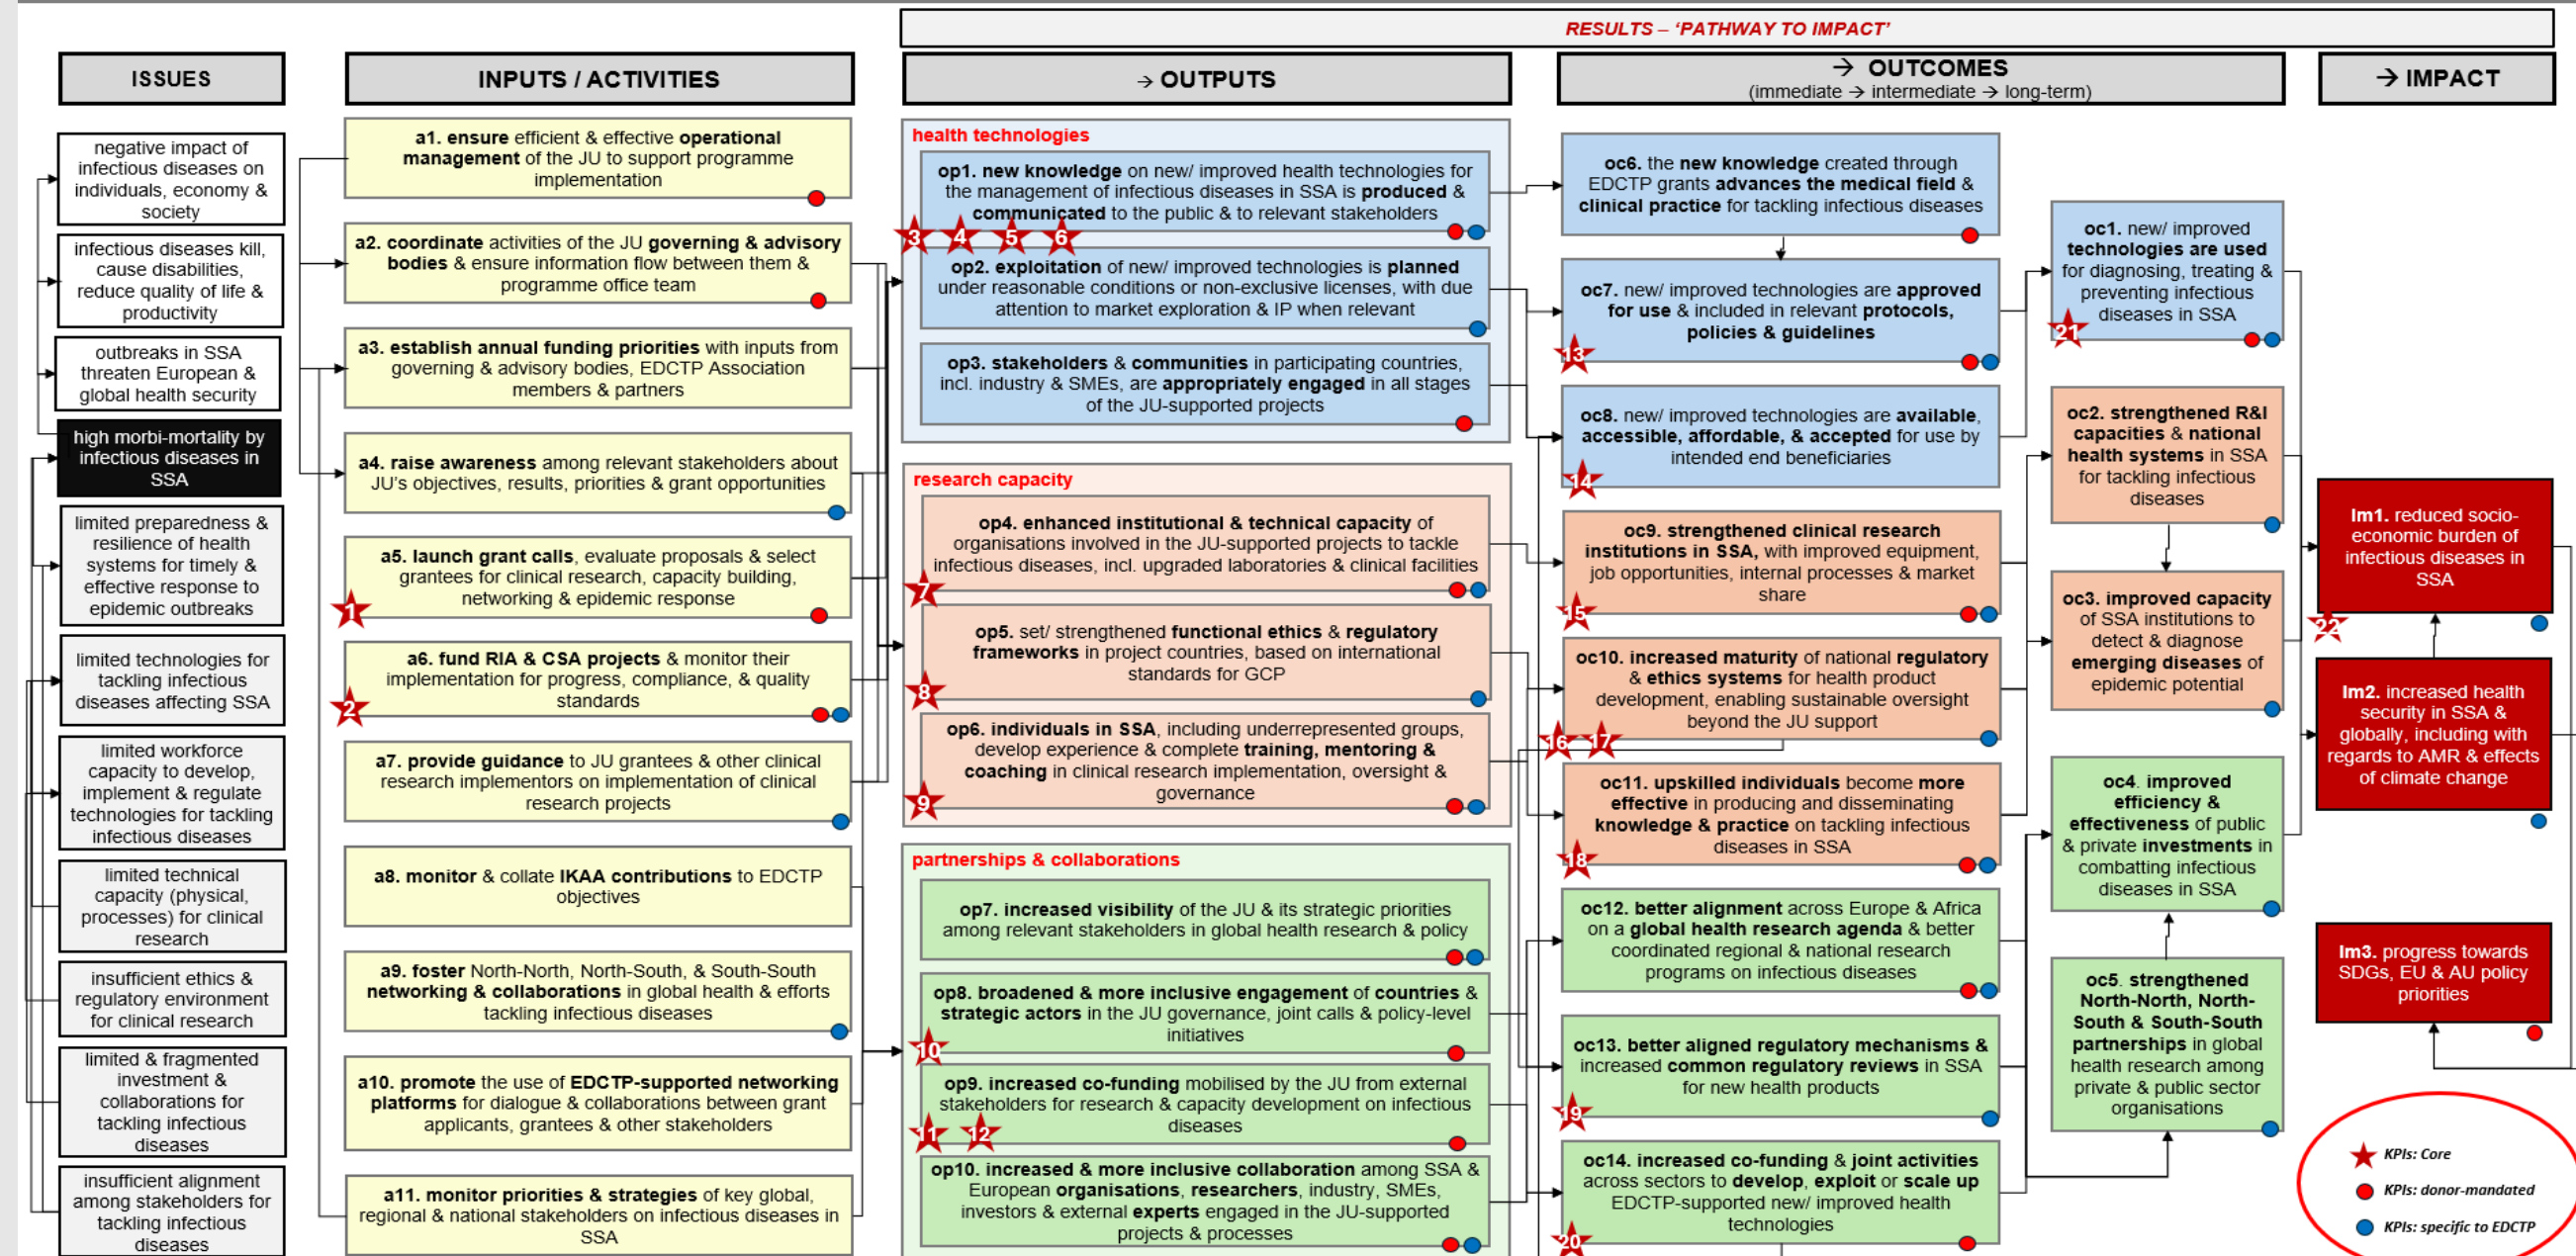 RESULTS – 'PATHWAY TO IMPACT'
ISSUES
INPUTS / ACTIVITIES
→ OUTPUTS
→ OUTCOMES
(immediate → intermediate → long-term)
→ IMPACT
negative impact of
infectious diseases on
individuals, economy &
society
infectious diseases kill,
cause disabilities,
reduce quality of life &
productivity
outbreaks in SSA
threaten European &
global health security
high morbi-mortality by
infectious diseases in
SSA
limited preparedness &
resilience of health
systems for timely &
effective response to
epidemic outbreaks
limited technologies for
tackling infectious
diseases affecting SSA
limited workforce
capacity to develop,
implement & regulate
technologies for tackling
infectious diseases
limited technical
capacity (physical,
processes) for clinical
research
insufficient ethics &
regulatory environment
for clinical research
limited & fragmented
investment &
collaborations for
tackling infectious
diseases
insufficient alignment
among stakeholders for
tackling infectious
diseases
a1. ensure efficient & effective operational
management of the JU to support programme
implementation
a2. coordinate activities of the JU governing & advisory
bodies & ensure information flow between them &
programme office team
a3. establish annual funding priorities with inputs from
governing & advisory bodies, EDCTP Association
members & partners
a4. raise awareness among relevant stakeholders about
JU's objectives, results, priorities & grant opportunities
a5. launch grant calls, evaluate proposals & select
grantees for clinical research, capacity building,
networking & epidemic response
1
a6. fund RIA & CSA projects & monitor their
implementation for progress, compliance, & quality
standards
2
a7. provide guidance to JU grantees & other clinical
research implementors on implementation of clinical
research projects
a8. monitor & collate IKAA contributions to EDCTP
objectives
a9. foster North-North, North-South, & South-South
networking & collaborations in global health & efforts
tackling infectious diseases
a10. promote the use of EDCTP-supported networking
platforms for dialogue & collaborations between grant
applicants, grantees & other stakeholders
a11. monitor priorities & strategies of key global,
regional & national stakeholders on infectious diseases in
SSA
health technologies
op1. new knowledge on new/ improved health technologies for
the management of infectious diseases in SSA is produced &
communicated to the public & to relevant stakeholders
3 4 5 6
op2. exploitation of new/ improved technologies is planned
under reasonable conditions or non-exclusive licenses, with due
attention to market exploration & IP when relevant
op3. stakeholders & communities in participating countries,
incl. industry & SMEs, are appropriately engaged in all stages
of the JU-supported projects
research capacity
op4. enhanced institutional & technical capacity of
organisations involved in the JU-supported projects to tackle
infectious diseases, incl. upgraded laboratories & clinical facilities
7
op5. set/ strengthened functional ethics & regulatory
frameworks in project countries, based on international
standards for GCP
8
op6. individuals in SSA, including underrepresented groups,
develop experience & complete training, mentoring &
coaching in clinical research implementation, oversight &
governance
9
partnerships & collaborations
op7. increased visibility of the JU & its strategic priorities
among relevant stakeholders in global health research & policy
op8. broadened & more inclusive engagement of countries &
strategic actors in the JU governance, joint calls & policy-level
initiatives
10
op9. increased co-funding mobilised by the JU from external
stakeholders for research & capacity development on infectious
diseases
11 12
op10. increased & more inclusive collaboration among SSA &
European organisations, researchers, industry, SMEs,
investors & external experts engaged in the JU-supported
projects & processes
oc6. the new knowledge created through
EDCTP grants advances the medical field &
clinical practice for tackling infectious diseases
oc7. new/ improved technologies are approved
for use & included in relevant protocols,
policies & guidelines
13
oc8. new/ improved technologies are available,
accessible, affordable, & accepted for use by
intended end beneficiaries
14
oc9. strengthened clinical research
institutions in SSA, with improved equipment,
job opportunities, internal processes & market
share
15
oc10. increased maturity of national regulatory
& ethics systems for health product
development, enabling sustainable oversight
beyond the JU support
16 17
oc11. upskilled individuals become more
effective in producing and disseminating
knowledge & practice on tackling infectious
diseases in SSA
18
oc12. better alignment across Europe & Africa
on a global health research agenda & better
coordinated regional & national research
programs on infectious diseases
oc13. better aligned regulatory mechanisms &
increased common regulatory reviews in SSA
for new health products
19
oc14. increased co-funding & joint activities
across sectors to develop, exploit or scale up
EDCTP-supported new/ improved health
technologies
20
oc1. new/ improved
technologies are used
for diagnosing, treating &
preventing infectious
diseases in SSA
21
oc2. strengthened R&I
capacities & national
health systems in SSA
for tackling infectious
diseases
oc3. improved capacity
of SSA institutions to
detect & diagnose
emerging diseases of
epidemic potential
oc4. improved
efficiency &
effectiveness of public
& private investments in
combatting infectious
diseases in SSA
oc5. strengthened
North-North, North-
South & South-South
partnerships in global
health research among
private & public sector
organisations
Im1. reduced socio-
economic burden of
infectious diseases in
SSA
22
Im2. increased health
security in SSA &
globally, including with
regards to AMR & effects
of climate change
Im3. progress towards
SDGs, EU & AU policy
priorities
KPIs: Core
KPIs: donor-mandated
KPIs: specific to EDCTP